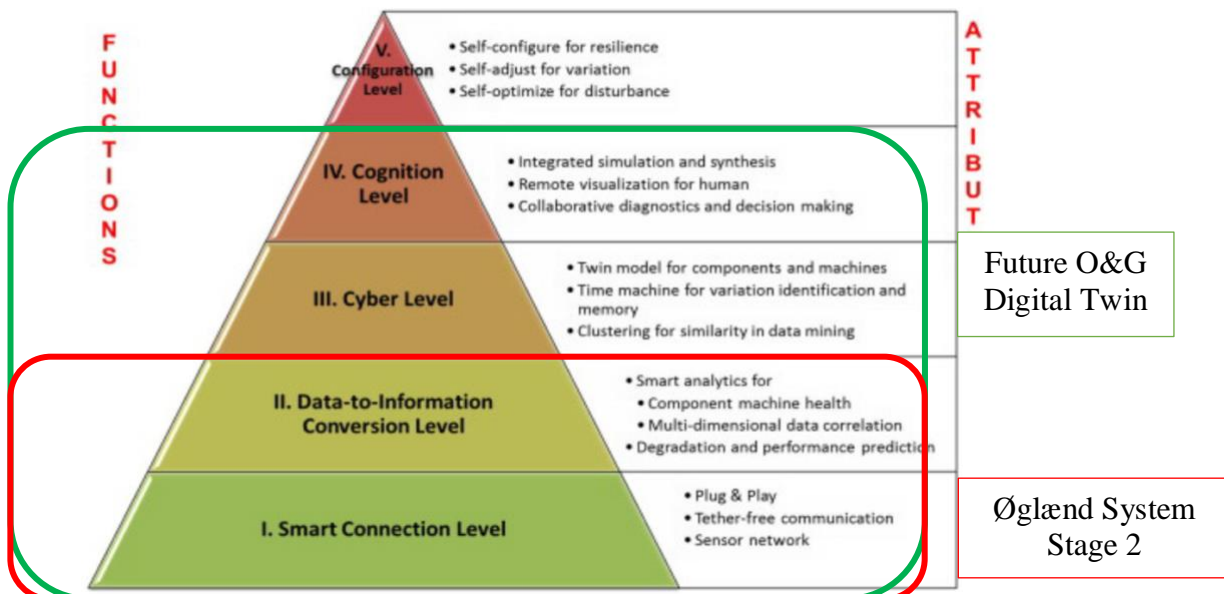 FUNCTIONS
ATTRIBUT
V.
Configuration
Level
• Self-configure for resilience
• Self-adjust for variation
• Self-optimize for disturbance
IV. Cognition
Level
• Integrated simulation and synthesis
• Remote visualization for human
• Collaborative diagnostics and decision making
III. Cyber Level
• Twin model for components and machines
• Time machine for variation identification and
memory
• Clustering for similarity in data mining
Future O&G
Digital Twin
II. Data-to-Information
Conversion Level
• Smart analytics for
• Component machine health
• Multi-dimensional data correlation
• Degradation and performance prediction
I. Smart Connection Level
• Plug & Play
• Tether-free communication
• Sensor network
Øglænd System
Stage 2